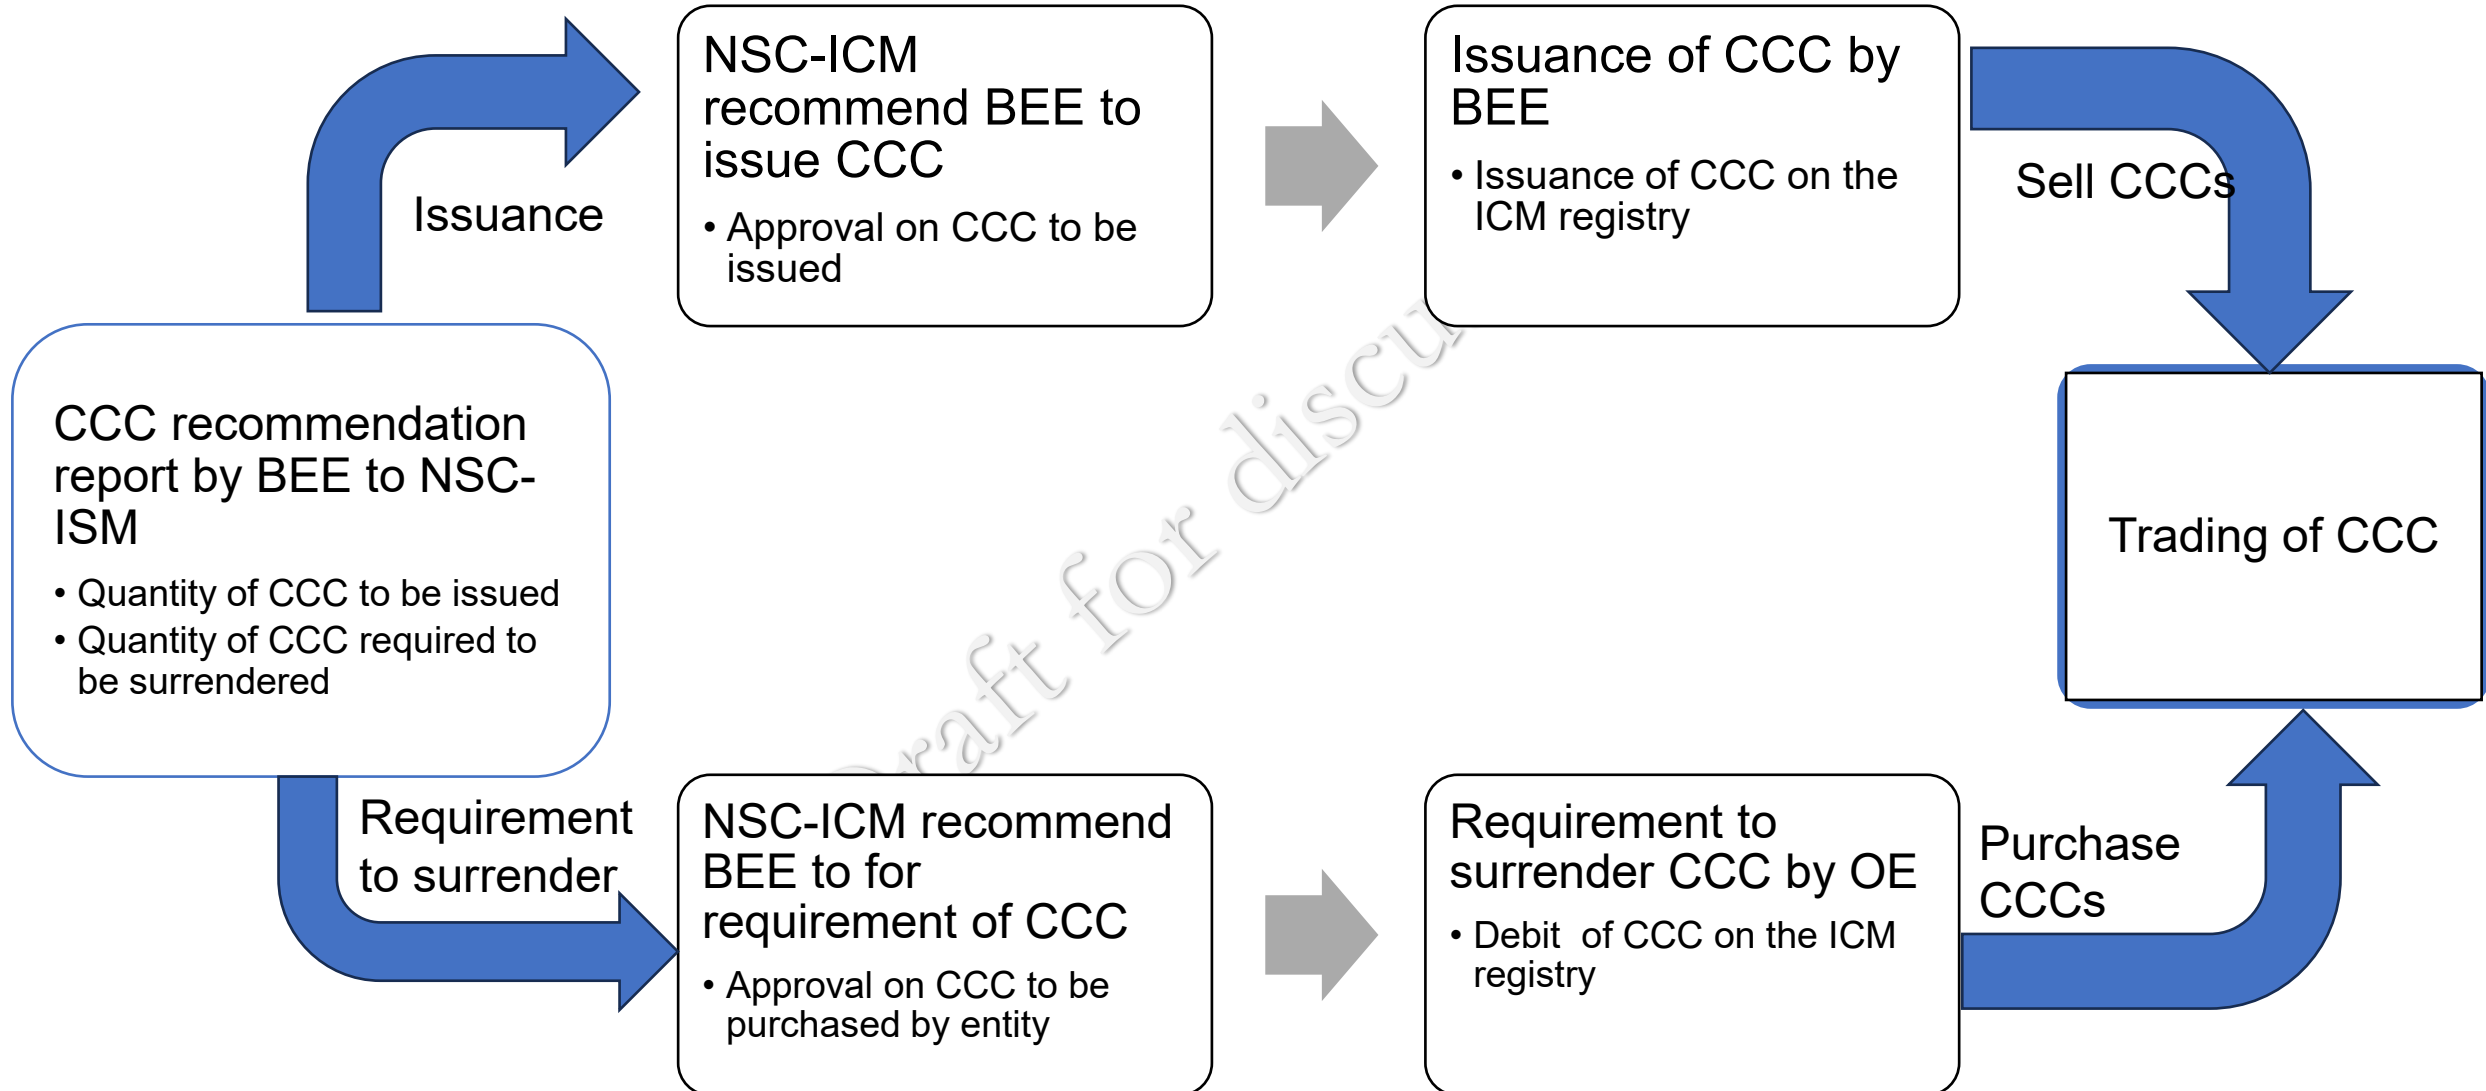 NSC-ICM
recommend BEE to
issue CCC
• Approval on CCC to be
issued
Issuance of CCC by
BEE
• Issuance of CCC on the
ICM registry
Sell CCCs
Issuance
CCC recommendation
report by BEE to NSC-
ISM
• Quantity of CCC to be issued
• Quantity of CCC required to
be surrendered
Trading of CCC
Requirement
to surrender
NSC-ICM recommend
BEE to for
requirement of CCC
• Approval on CCC to be
purchased by entity
Requirement to
surrender CCC by OE
• Debit  of CCC on the ICM
registry
Purchase
CCCs
Draft for discu